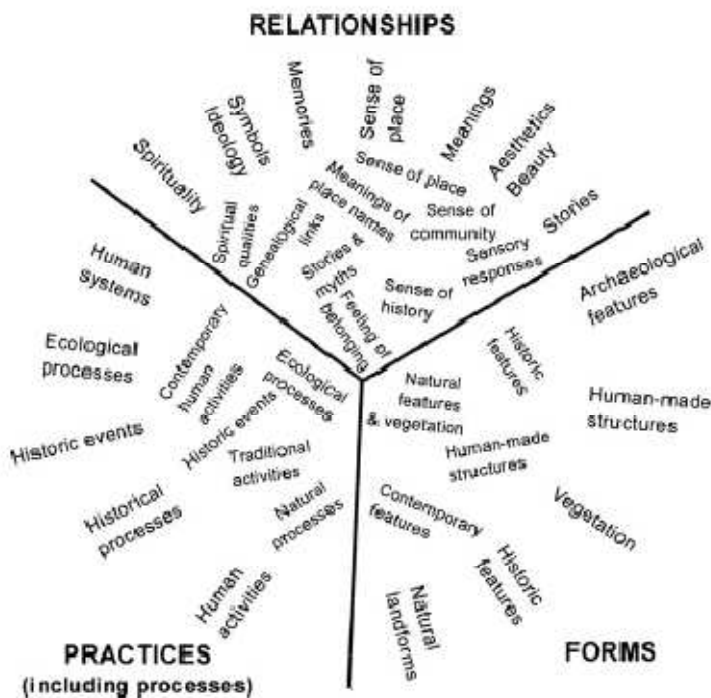 RELATIONSHIPS
Spirituality
Symbols
Ideology
Memories
Sense of
place
Meanings
Aesthetics
Beauty
Stories
Spiritual
qualities
Genealogical
links
Meanings of
place names
Sense of place
Sense of
community
Sensory
responses
Stories &
myths
Sense of
history
Feeling of
belonging
Human
systems
Ecological
processes
Historic events
Historical
processes
Human
activities
Contemporary
human
activities
Ecological
processes
Historic events
Traditional
activities
Natural
processes
PRACTICES
(including processes)
Archaeological
features
Historic
features
Natural
features
& vegetation
Human-made
structures
Human-made
structures
Vegetation
Contemporary
features
Historic
features
Natural
landforms
FORMS